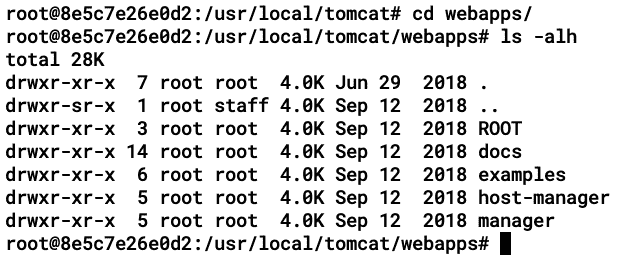 root@8e5c7e26e0d2:/usr/local/tomcat# cd webapps/
root@8e5c7e26e0d2:/usr/local/tomcat/webapps# ls -alh
total 28K
drwxr-xr-x  7 root root  4.0K Jun 29  2018 .
drwxr-sr-x  1 root staff 4.0K Sep 12  2018 ..
drwxr-xr-x  3 root root  4.0K Sep 12  2018 ROOT
drwxr-xr-x 14 root root  4.0K Sep 12  2018 docs
drwxr-xr-x  6 root root  4.0K Sep 12  2018 examples
drwxr-xr-x  5 root root  4.0K Sep 12  2018 host-manager
drwxr-xr-x  5 root root  4.0K Sep 12  2018 manager
root@8e5c7e26e0d2:/usr/local/tomcat/webapps#